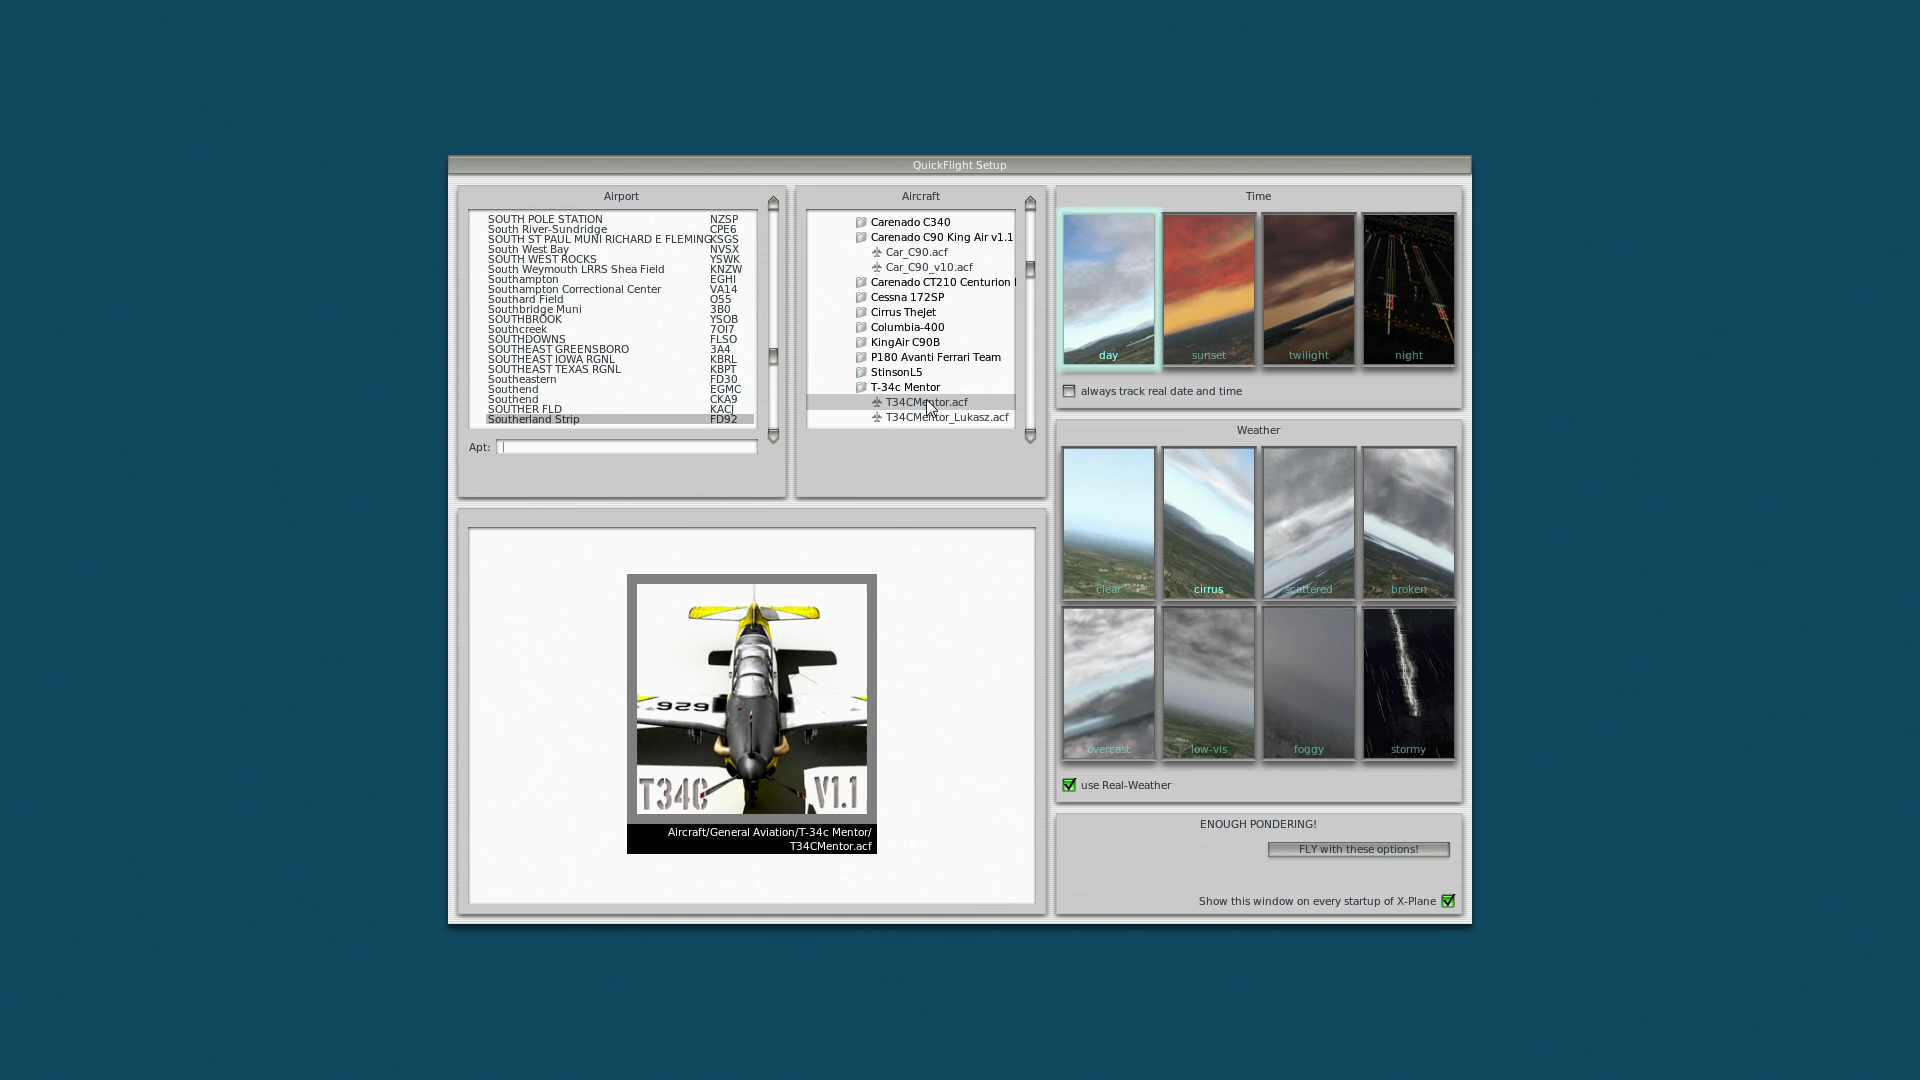 QuickFlight Setup
Airport
SOUTH POLE STATION NZSP
South River-Sundridge CPE6
SOUTH ST PAUL MUNI RICHARD E FLEMING KSGS
South West Bay NVSX
SOUTH WEST ROCKS YSWK
South Weymouth LRRS Shea Field KNZW
Southampton EGHI
Southampton Correctional Center VA14
Southard Field O55
Southbridge Muni 3B0
SOUTHBROOK YSOB
Southcreek 7OI7
SOUTHDOWNS FLSO
SOUTHEAST GREENSBORO 3A4
SOUTHEAST IOWA RGNL KBRL
SOUTHEAST TEXAS RGNL KBPT
Southeastern FD30
Southend EGMC
Southend CKA9
SOUTHER FLD KACJ
Southerland Strip FD92
Apt:
Aircraft
Carenado C340
Carenado C90 King Air v1.1
Car_C90.acf
Car_C90_v10.acf
Carenado CT210 Centurion
Cessna 172SP
Cirrus TheJet
Columbia-400
KingAir C90B
P180 Avanti Ferrari Team
StinsonL5
T-34c Mentor
T34CMentor.acf
T34CMentor_Lukasz.acf
Time
day
sunset
twilight
night
always track real date and time
Weather
clear
cirrus
scattered
broken
overcast
low-vis
foggy
stormy
use Real-Weather
929
T34C
V1.1
Aircraft/General Aviation/T-34c Mentor/
T34CMentor.acf
ENOUGH PONDERING!
FLY with these options!
Show this window on every startup of X-Plane